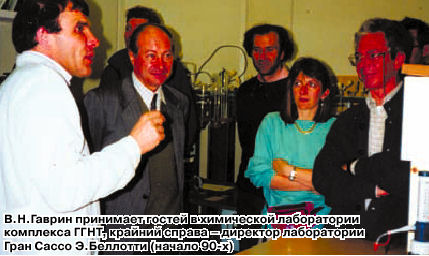 В.Н.Гаврин принимает гостей в химической лаборатории
комплекса ГГНТ, крайний справа – директор лаборатории
Гран Сассо Э.Беллотти (начало 90-х)